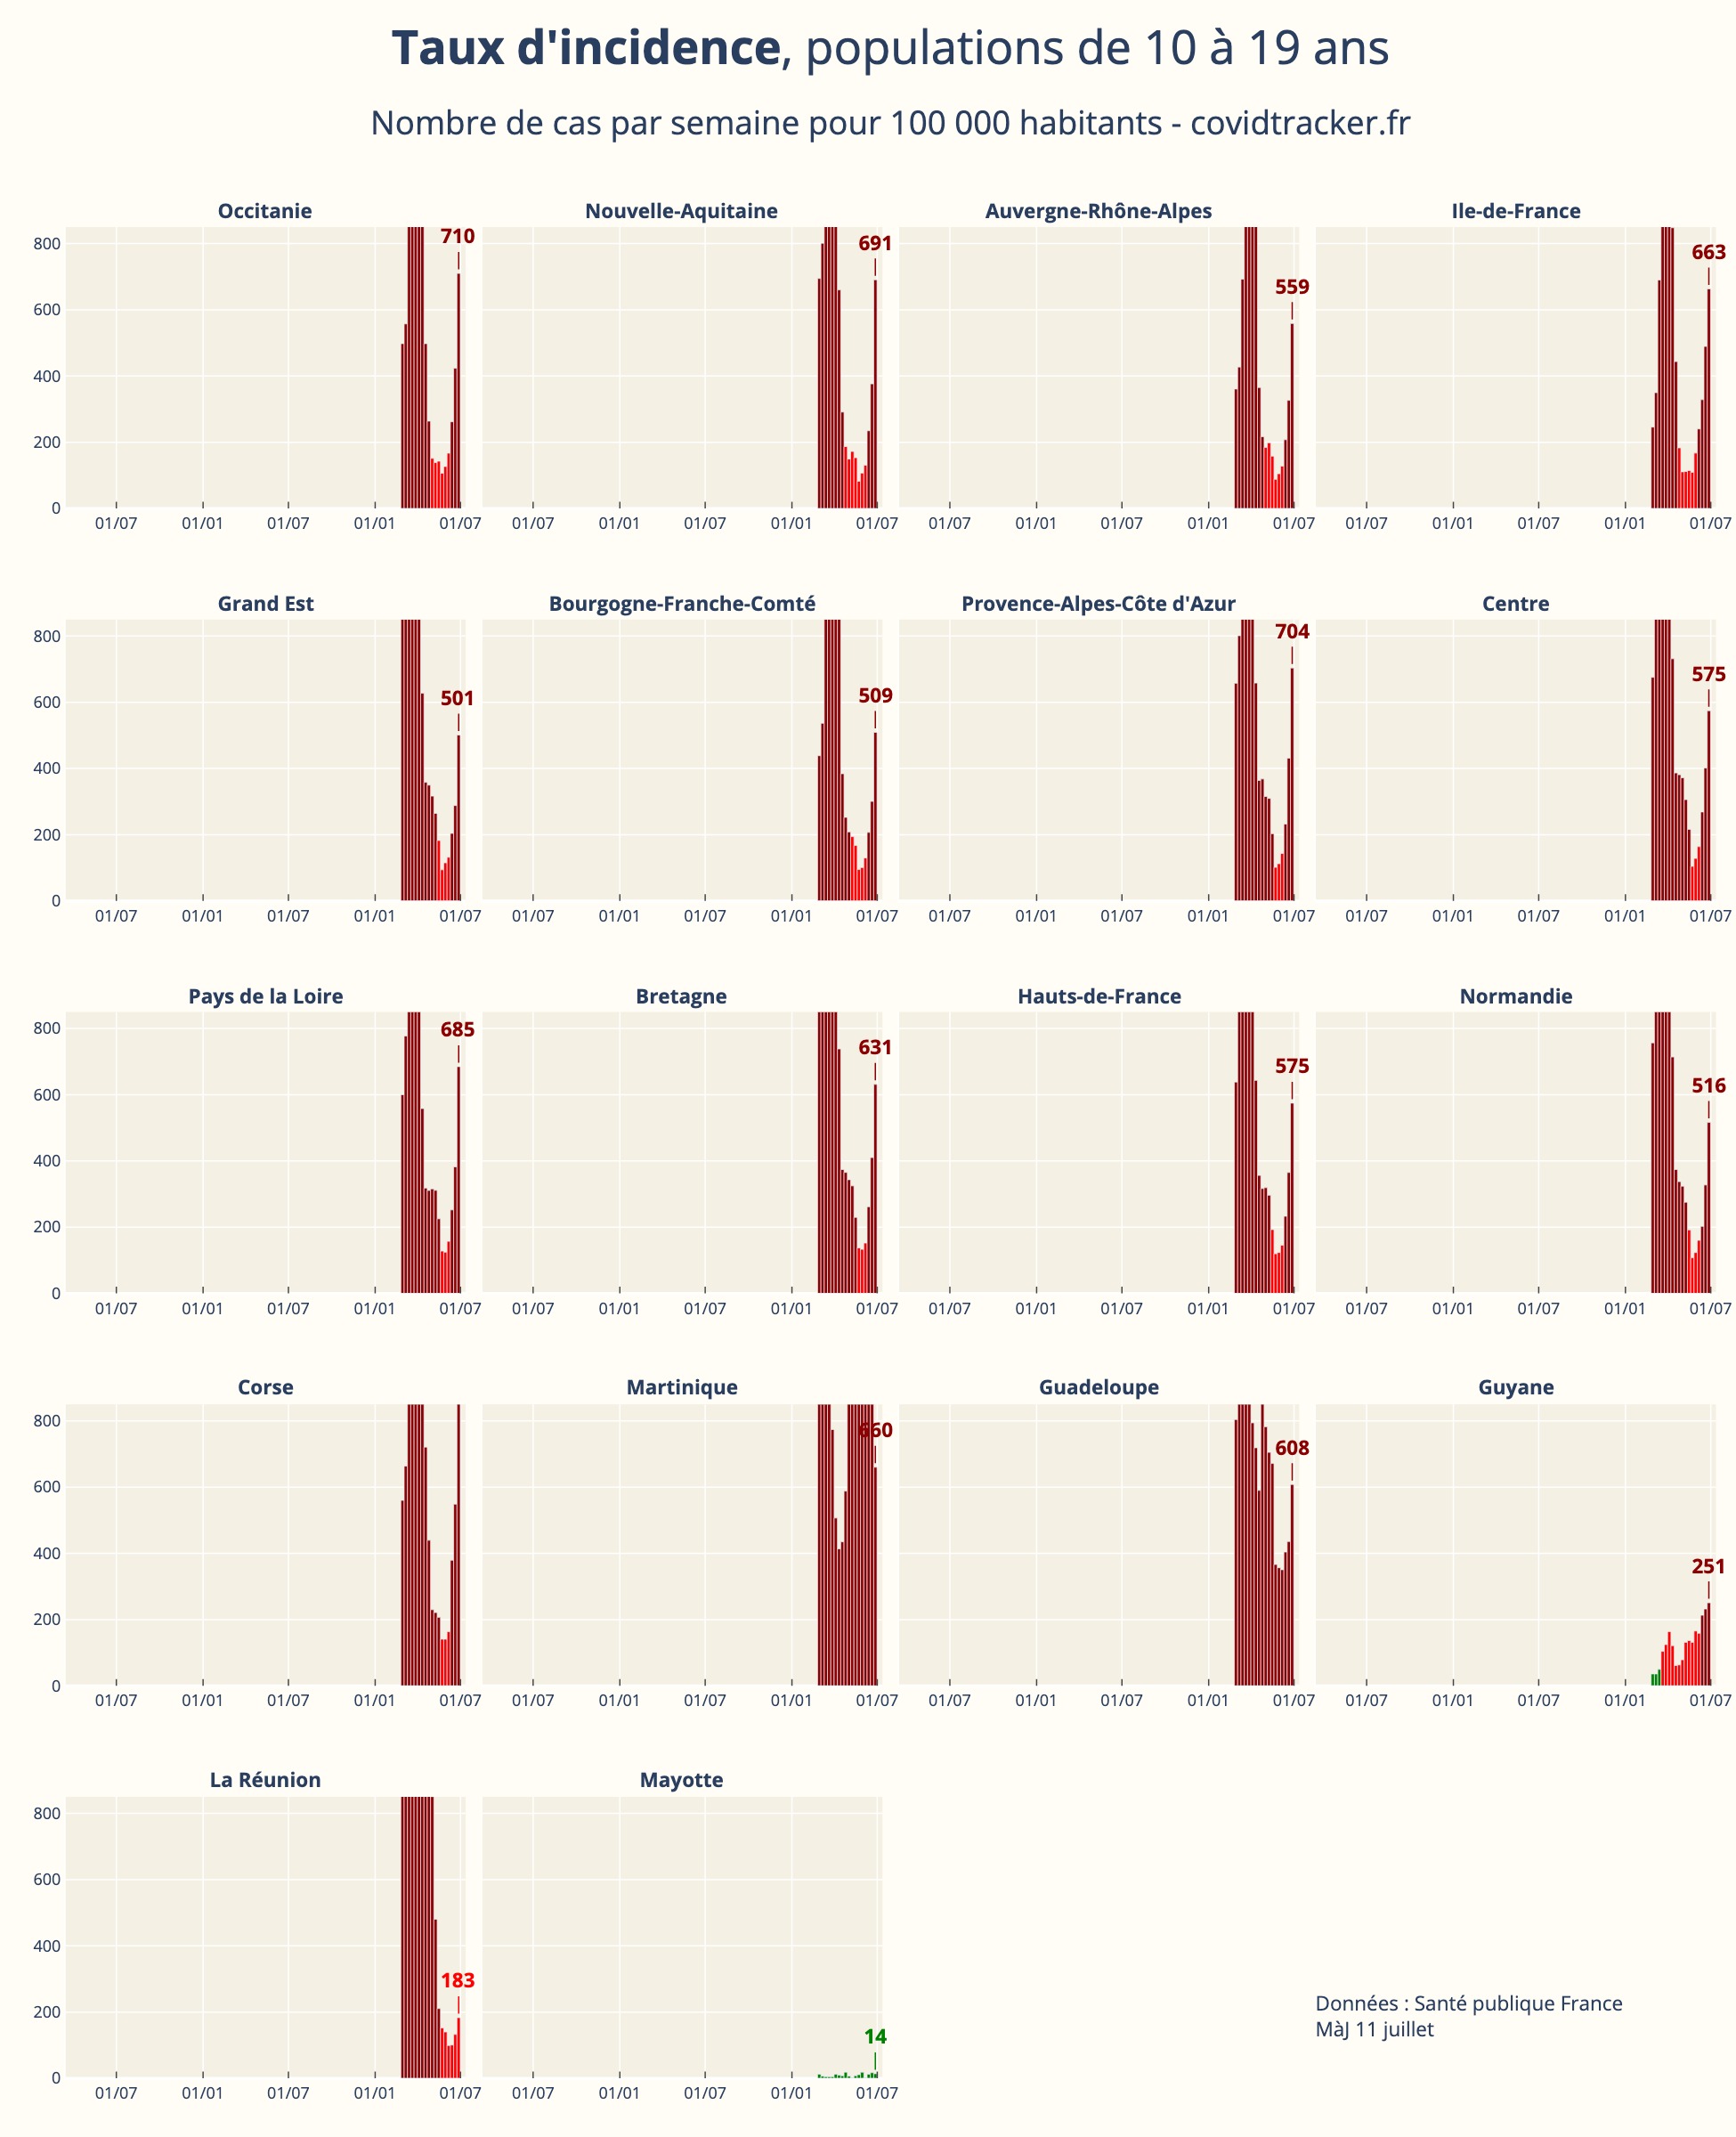 Taux d'incidence, populations de 10 à 19 ans
Nombre de cas par semaine pour 100 000 habitants - covidtracker.fr
Occitanie
Nouvelle-Aquitaine
Auvergne-Rhône-Alpes
Ile-de-France
800
600
400
200
0
710
691
559
663
01/07 01/01 01/07 01/01 01/07
01/07 01/01 01/07 01/01 01/07
01/07 01/01 01/07 01/01 01/07
01/07 01/01 01/07 01/01 01/07
Grand Est
Bourgogne-Franche-Comté
Provence-Alpes-Côte d'Azur
Centre
800
600
400
200
0
501
509
704
575
01/07 01/01 01/07 01/01 01/07
01/07 01/01 01/07 01/01 01/07
01/07 01/01 01/07 01/01 01/07
01/07 01/01 01/07 01/01 01/07
Pays de la Loire
Bretagne
Hauts-de-France
Normandie
800
600
400
200
0
685
631
575
516
01/07 01/01 01/07 01/01 01/07
01/07 01/01 01/07 01/01 01/07
01/07 01/01 01/07 01/01 01/07
01/07 01/01 01/07 01/01 01/07
Corse
Martinique
Guadeloupe
Guyane
800
600
400
200
0
660
608
251
01/07 01/01 01/07 01/01 01/07
01/07 01/01 01/07 01/01 01/07
01/07 01/01 01/07 01/01 01/07
01/07 01/01 01/07 01/01 01/07
La Réunion
Mayotte
800
600
400
200
0
183
14
01/07 01/01 01/07 01/01 01/07
01/07 01/01 01/07 01/01 01/07
Données : Santé publique France
MàJ 11 juillet